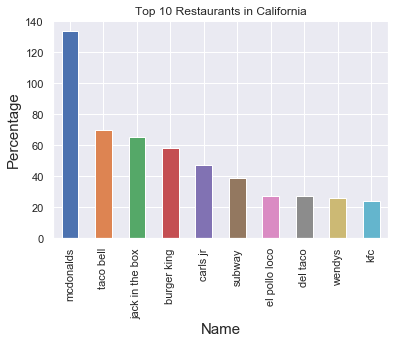 Top 10 Restaurants in California
Percentage
140
120
100
80
60
40
20
0
mcdonalds
taco bell
jack in the box
burger king
carls jr
subway
el pollo loco
del taco
wendys
kfc
Name